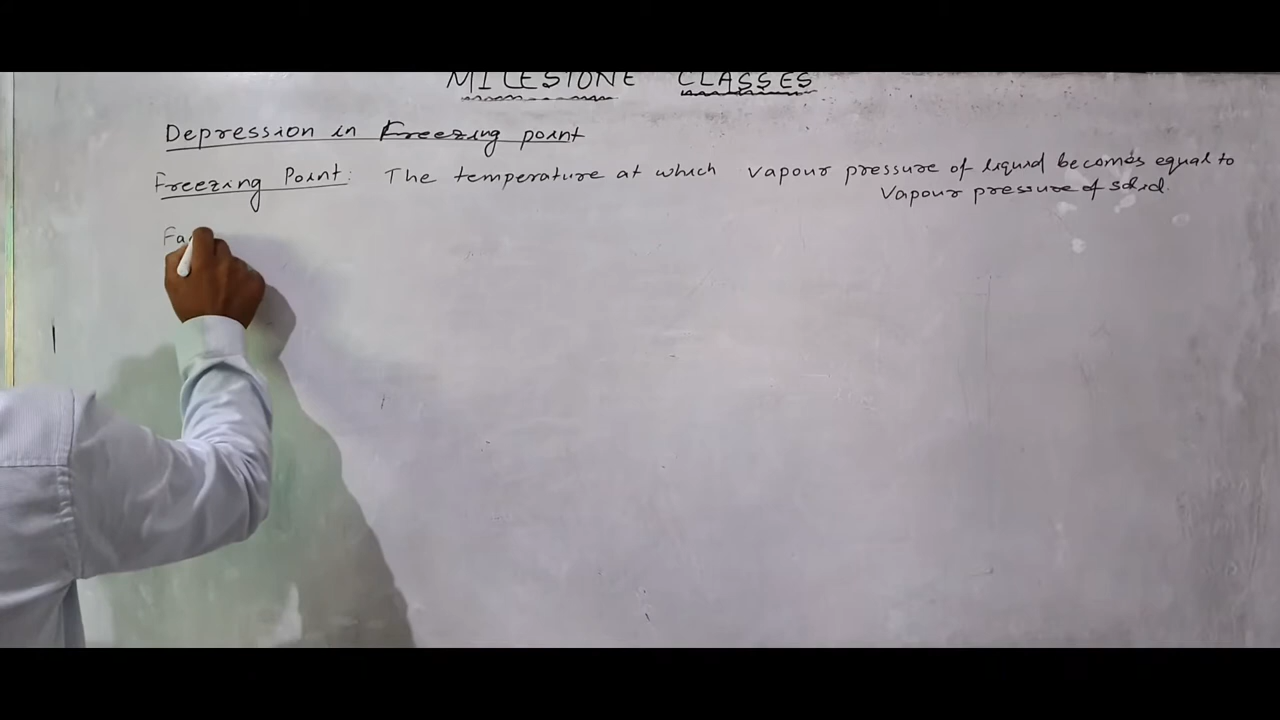 MILESTONE CLASSES
Depression in Freezing point
Freezing Point: The temperature at which vapour pressure of liquid becomes equal to
vapour pressure of solid.
Fa